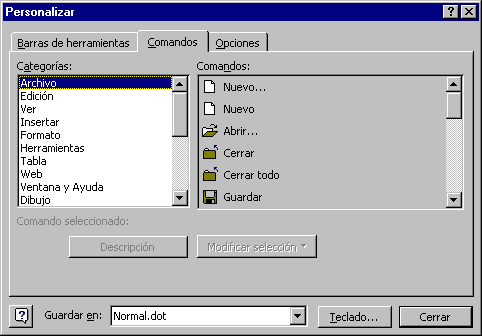 Personalizar
Barras de herramientas
Comandos
Opciones
Categorías:
Archivo
Edición
Ver
Insertar
Formato
Herramientas
Tabla
Web
Ventana y Ayuda
Dibujo
Comandos:
Nuevo...
Nuevo
Abrir...
Cerrar
Cerrar todo
Guardar
Comando seleccionado:
Descripción
Modificar selección
Guardar en:
Normal.dot
Teclado...
Cerrar